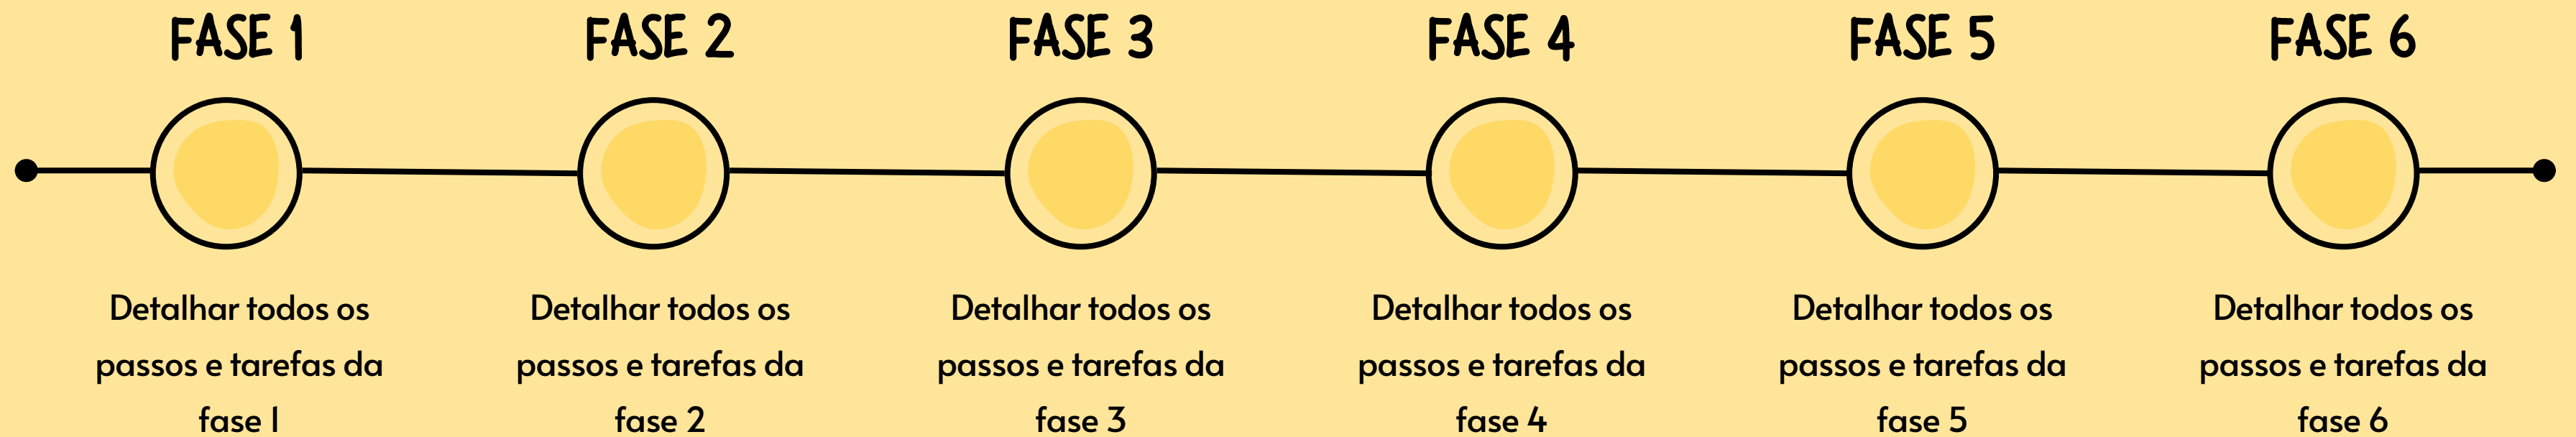 FASE 1
Detalhar todos os
passos e tarefas da
fase 1
FASE 2
Detalhar todos os
passos e tarefas da
fase 2
FASE 3
Detalhar todos os
passos e tarefas da
fase 3
FASE 4
Detalhar todos os
passos e tarefas da
fase 4
FASE 5
Detalhar todos os
passos e tarefas da
fase 5
FASE 6
Detalhar todos os
passos e tarefas da
fase 6